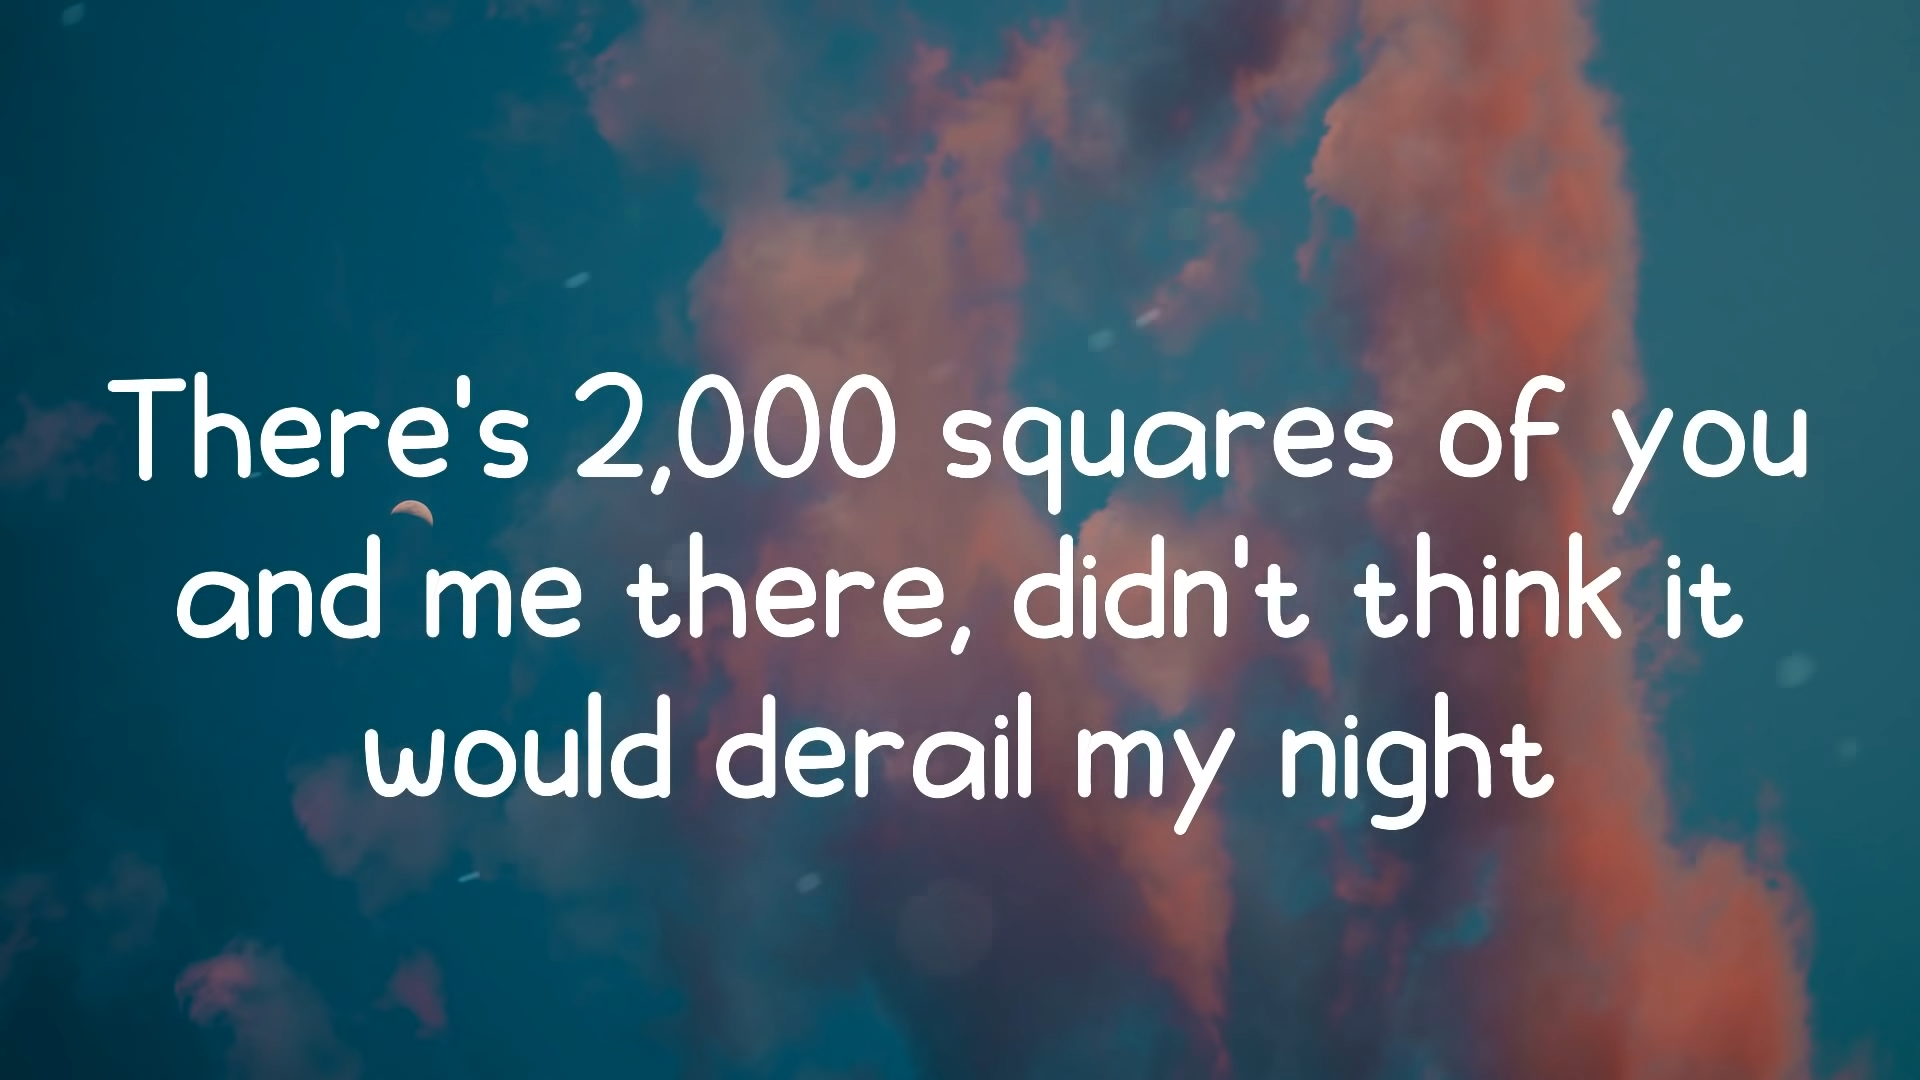 There's 2,000 squares of you
and me there, didn't think it
would derail my night